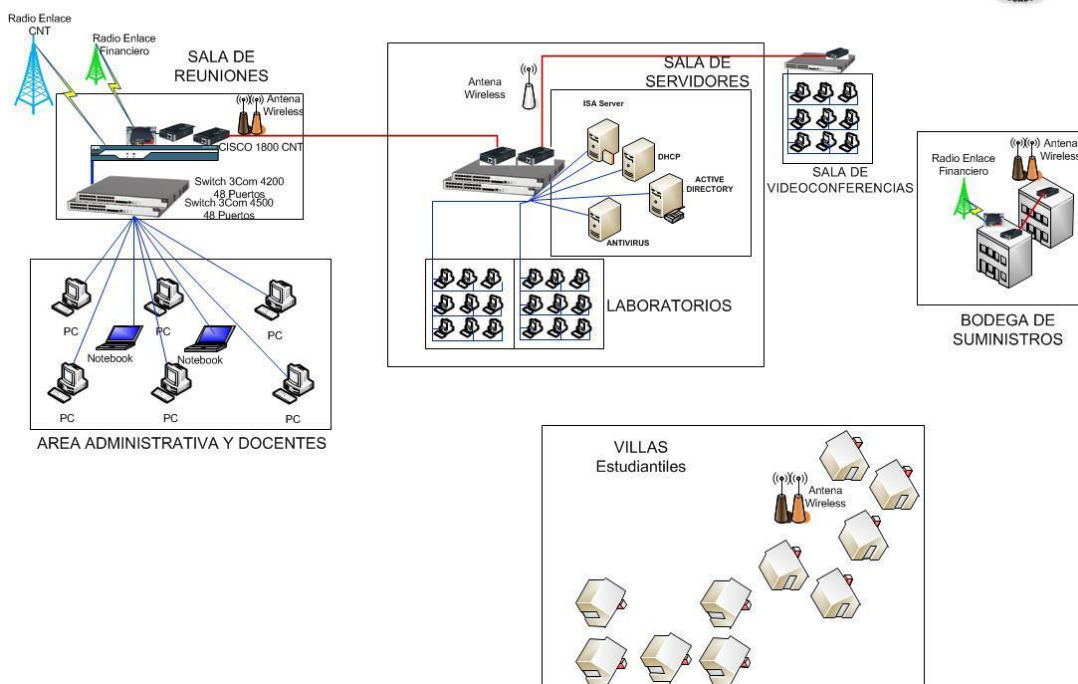 Radio Enlace
CNT
Radio Enlace
Financiero
SALA DE
REUNIONES
Antena
Wireless
CISCO 1800 CNT
Switch 3Com 4200
48 Puertos
Switch 3Com 4500
48 Puertos
PC
PC
PC
Notebook
Notebook
PC
PC
PC
AREA ADMINISTRATIVA Y DOCENTES
Antena
Wireless
SALA DE
SERVIDORES
ISA Server
DHCP
ACTIVE
DIRECTORY
ANTIVIRUS
LABORATORIOS
SALA DE
VIDEOCONFERENCIAS
Antena
Wireless
Radio Enlace
Financiero
BODEGA DE
SUMINISTROS
VILLAS
Estudiantiles
Antena
Wireless